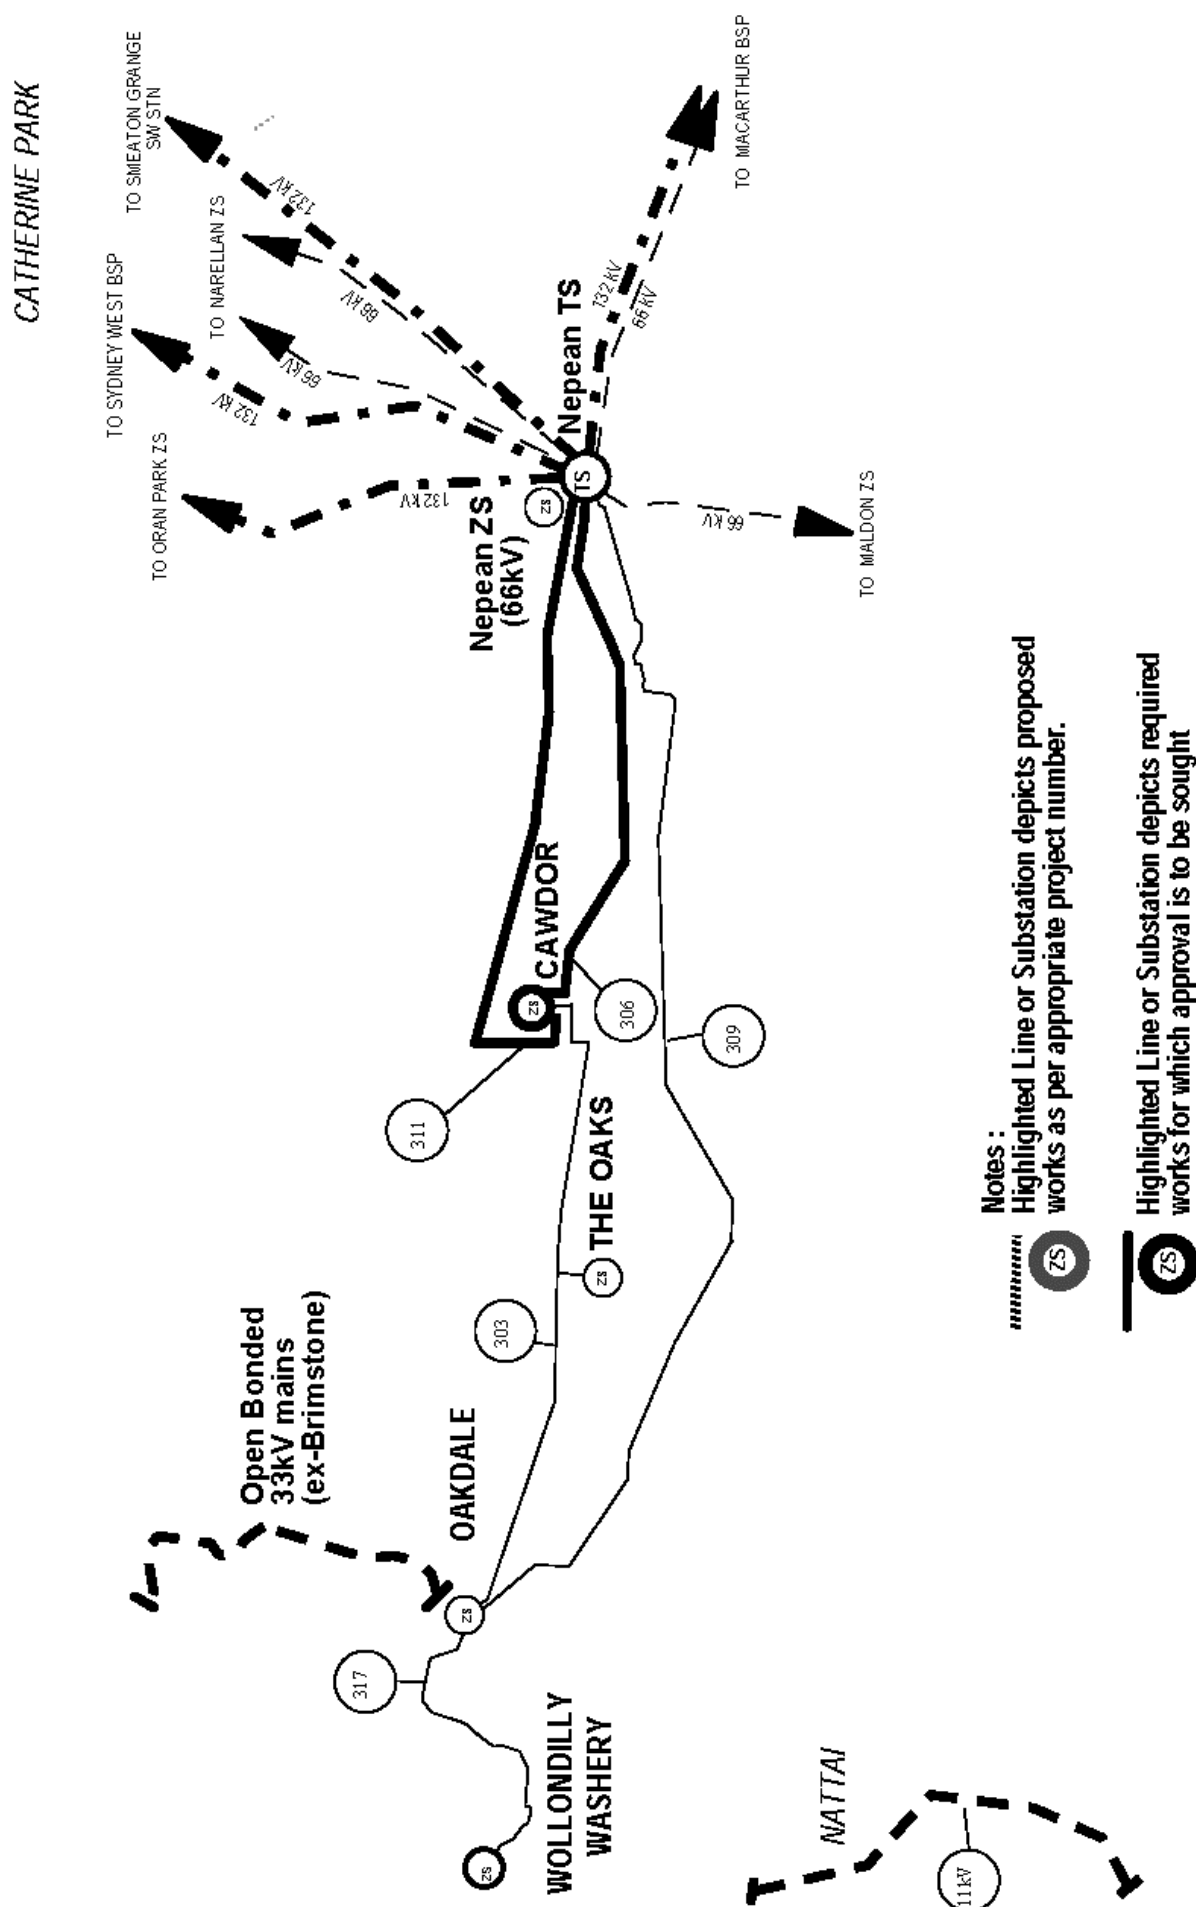 CATHERINE PARK
TO SMEATON GRANGE
SW STN
TO NARELLAN ZS
TO SYDNEY WEST BSP
TO ORAN PARK ZS
TO MACARTHUR BSP
TO MALDON ZS
132 kV
66 kV
66 kV
132 kV
132 kV
132 KV
66 KV
66 KV
Nepean TS
TS
ZS
Nepean ZS
(66kV)
CAWDOR
ZS
306
311
309
THE OAKS
ZS
303
Open Bonded
33kV mains
(ex-Brimstone)
OAKDALE
ZS
317
WOLLONDILLY
WASHERY
ZS
NATTAI
11kV
Notes :
Highlighted Line or Substation depicts proposed
works as per appropriate project number.
ZS
Highlighted Line or Substation depicts required
works for which approval is to be sought
ZS